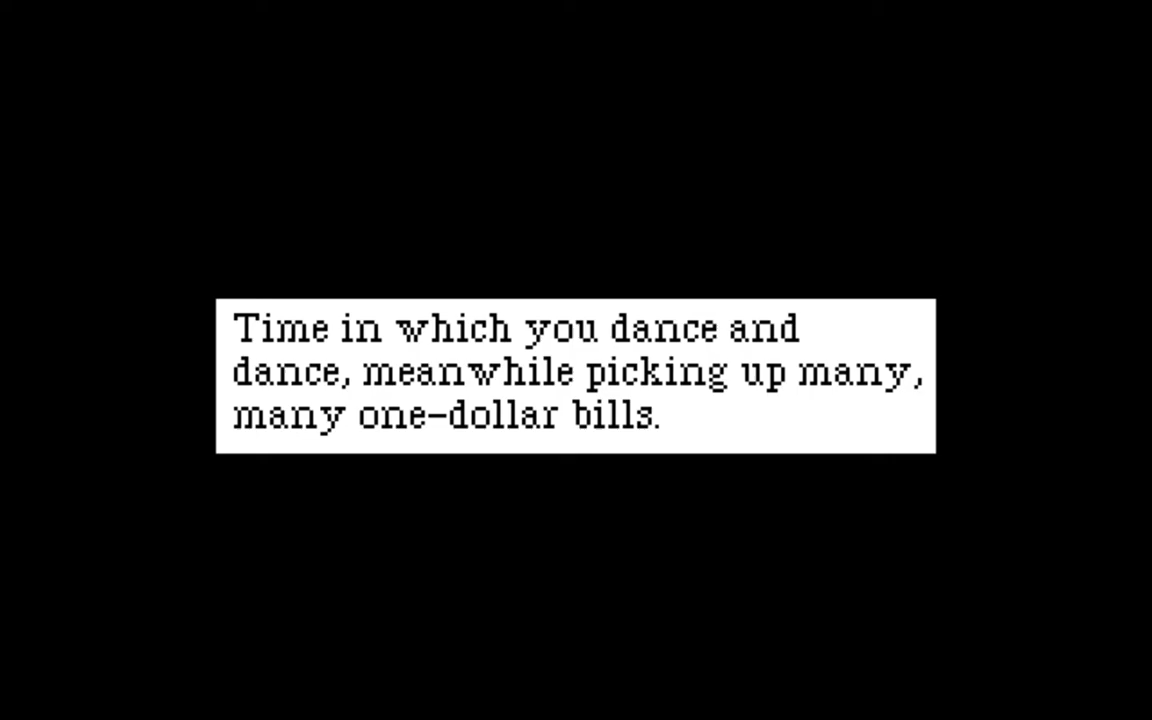 Time in which you dance and
dance, meanwhile picking up many,
many one-dollar bills.